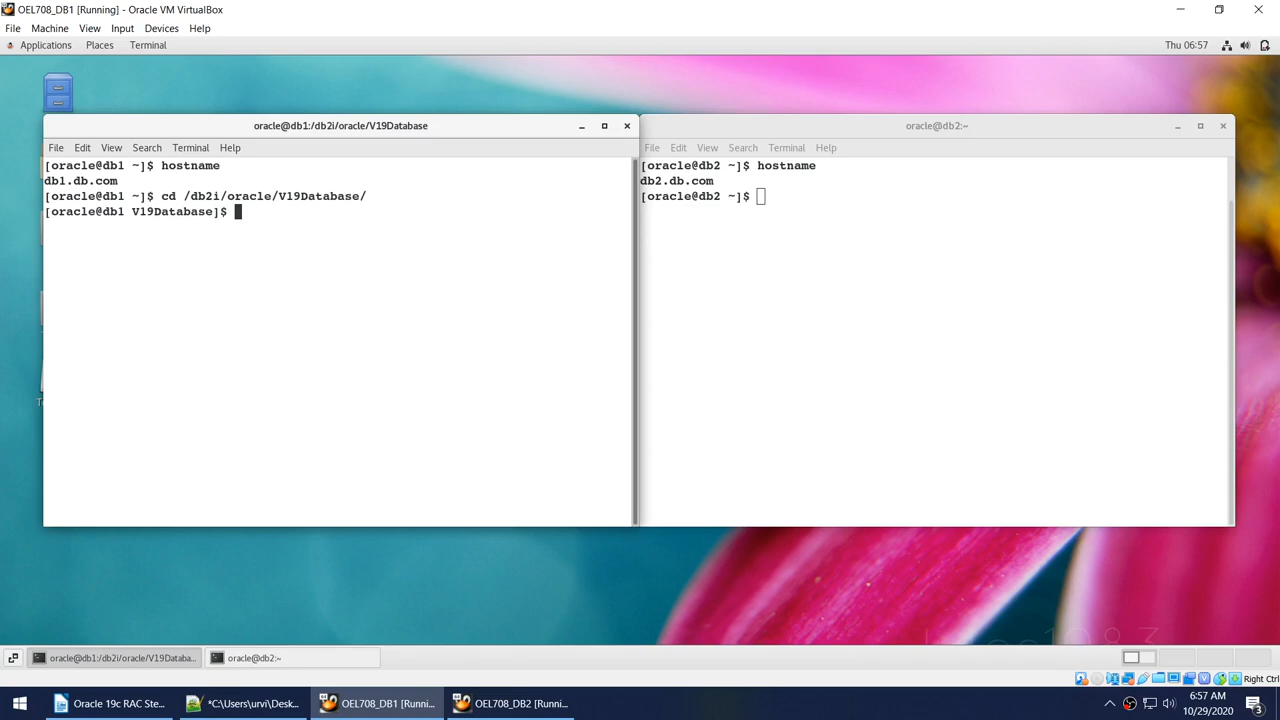 OEL708_DB1 [Running] - Oracle VM VirtualBox
File Machine View Input Devices Help
Applications Places Terminal
Thu 06:57
oracle@db1:/db2i/oracle/V19Database
File Edit View Search Terminal Help
[oracle@db1 ~]$ hostname
db1.db.com
[oracle@db1 ~]$ cd /db2i/oracle/V19Database/
[oracle@db1 V19Database]$
oracle@db2:~
File Edit View Search Terminal Help
[oracle@db2 ~]$ hostname
db2.db.com
[oracle@db2 ~]$
oracle@db1:/db2i/oracle/V19Databa...
oracle@db2:~
Right Ctrl
Oracle 19c RAC Ste...
*C:\Users\urvi\Desk...
OEL708_DB1 [Runni...
OEL708_DB2 [Runni...
6:57 AM
10/29/2020
3